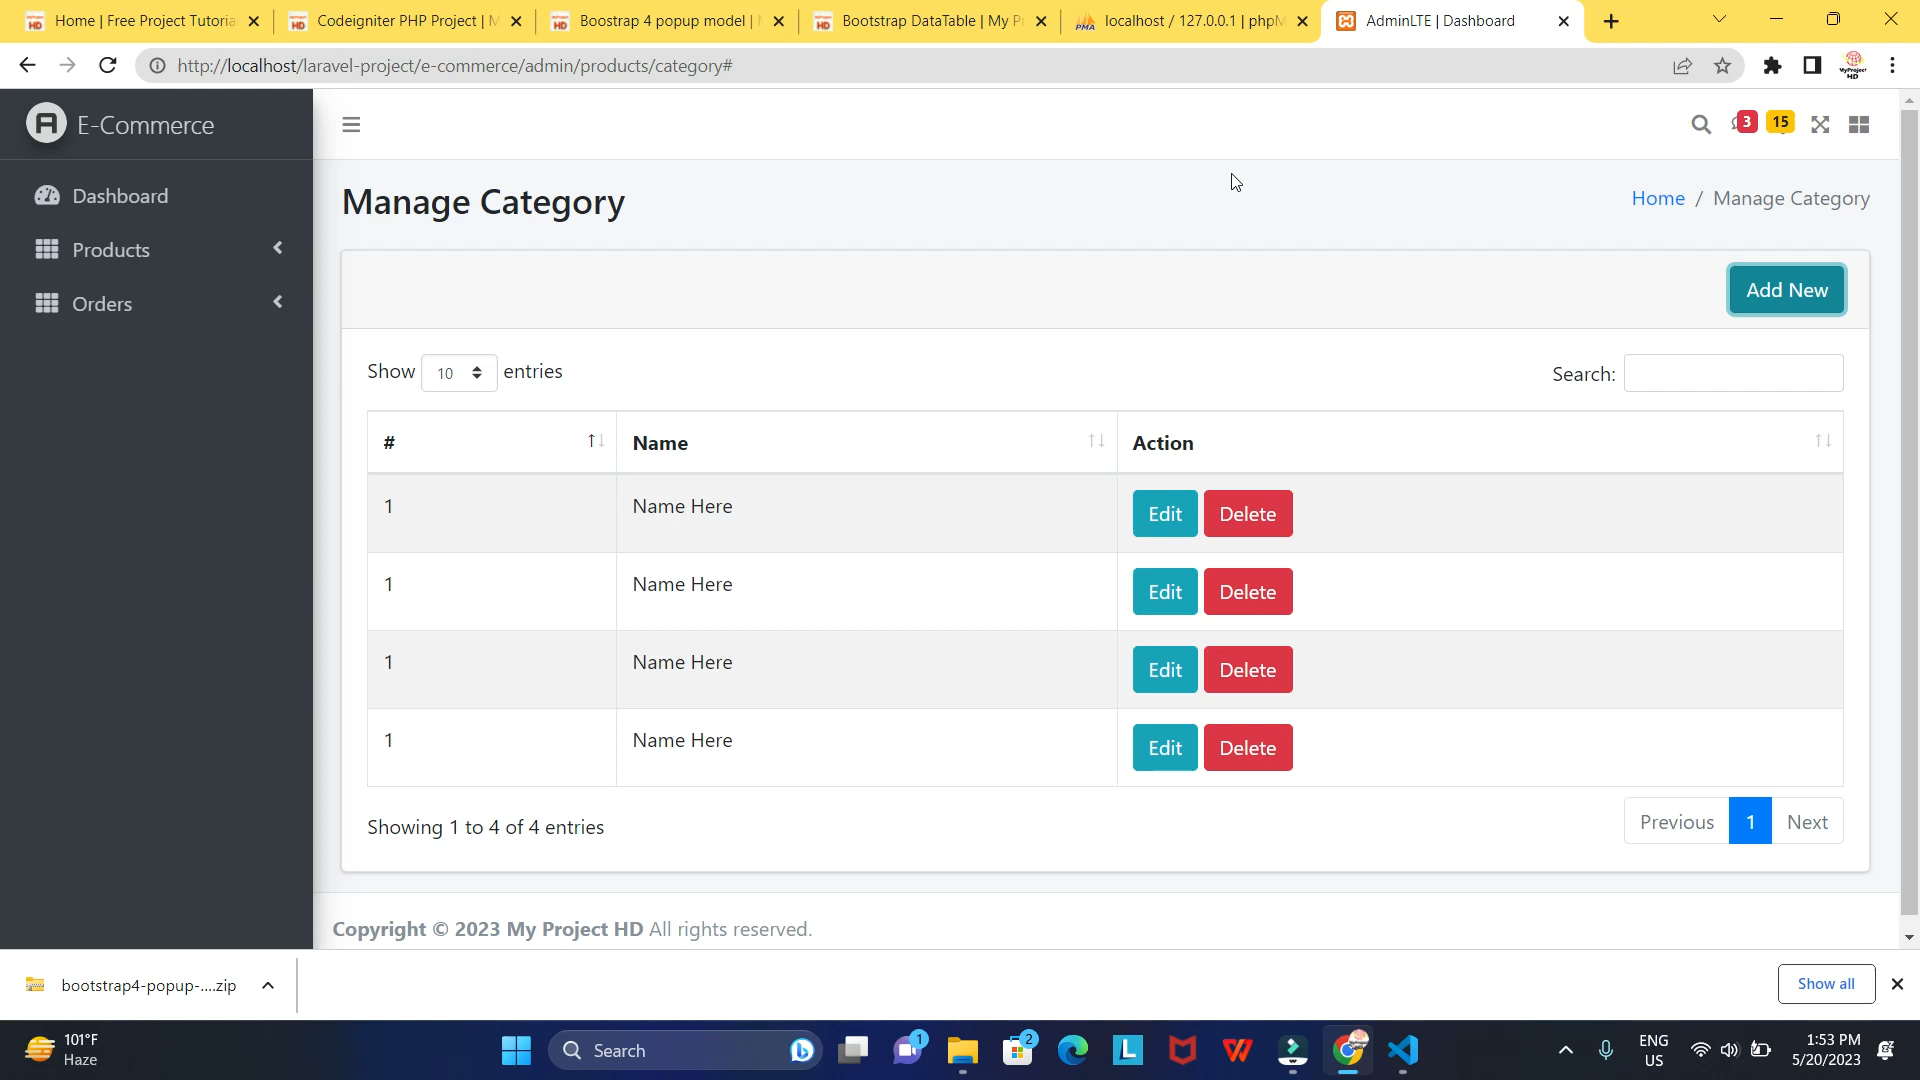 Home | Free Project Tutoria
Codeigniter PHP Project | M
Boostrap 4 popup model |
Bootstrap DataTable | My P
localhost / 127.0.0.1 | phpM
AdminLTE | Dashboard
http://localhost/laravel-project/e-commerce/admin/products/category#
E-Commerce
3
15
Dashboard
Products
Orders
Manage Category
Home / Manage Category
Add New
Show 10 entries
Search:
# Name Action
1 Name Here Edit Delete
1 Name Here Edit Delete
1 Name Here Edit Delete
1 Name Here Edit Delete
Showing 1 to 4 of 4 entries
Previous 1 Next
Copyright © 2023 My Project HD All rights reserved.
bootstrap4-popup-....zip
Show all
101°F
Haze
Search
1
2
ENG
US
1:53 PM
5/20/2023